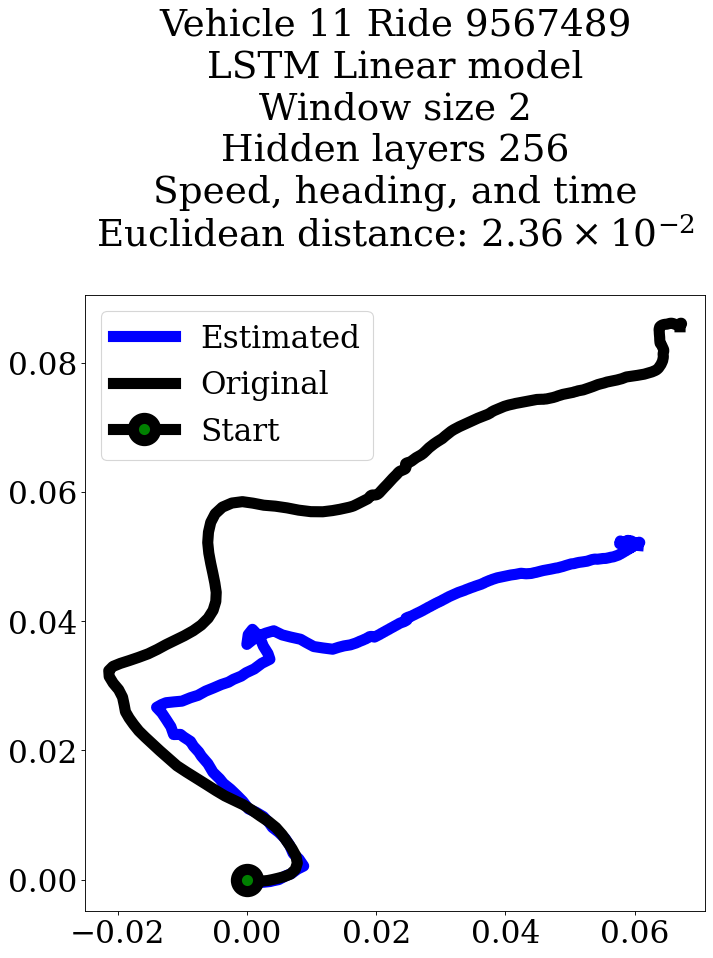 Vehicle 11 Ride 9567489
LSTM Linear model
Window size 2
Hidden layers 256
Speed, heading, and time
Euclidean distance: 2.36 × 10⁻²
Estimated
Original
Start
0.08
0.06
0.04
0.02
0.00
−0.02 0.00 0.02 0.04 0.06